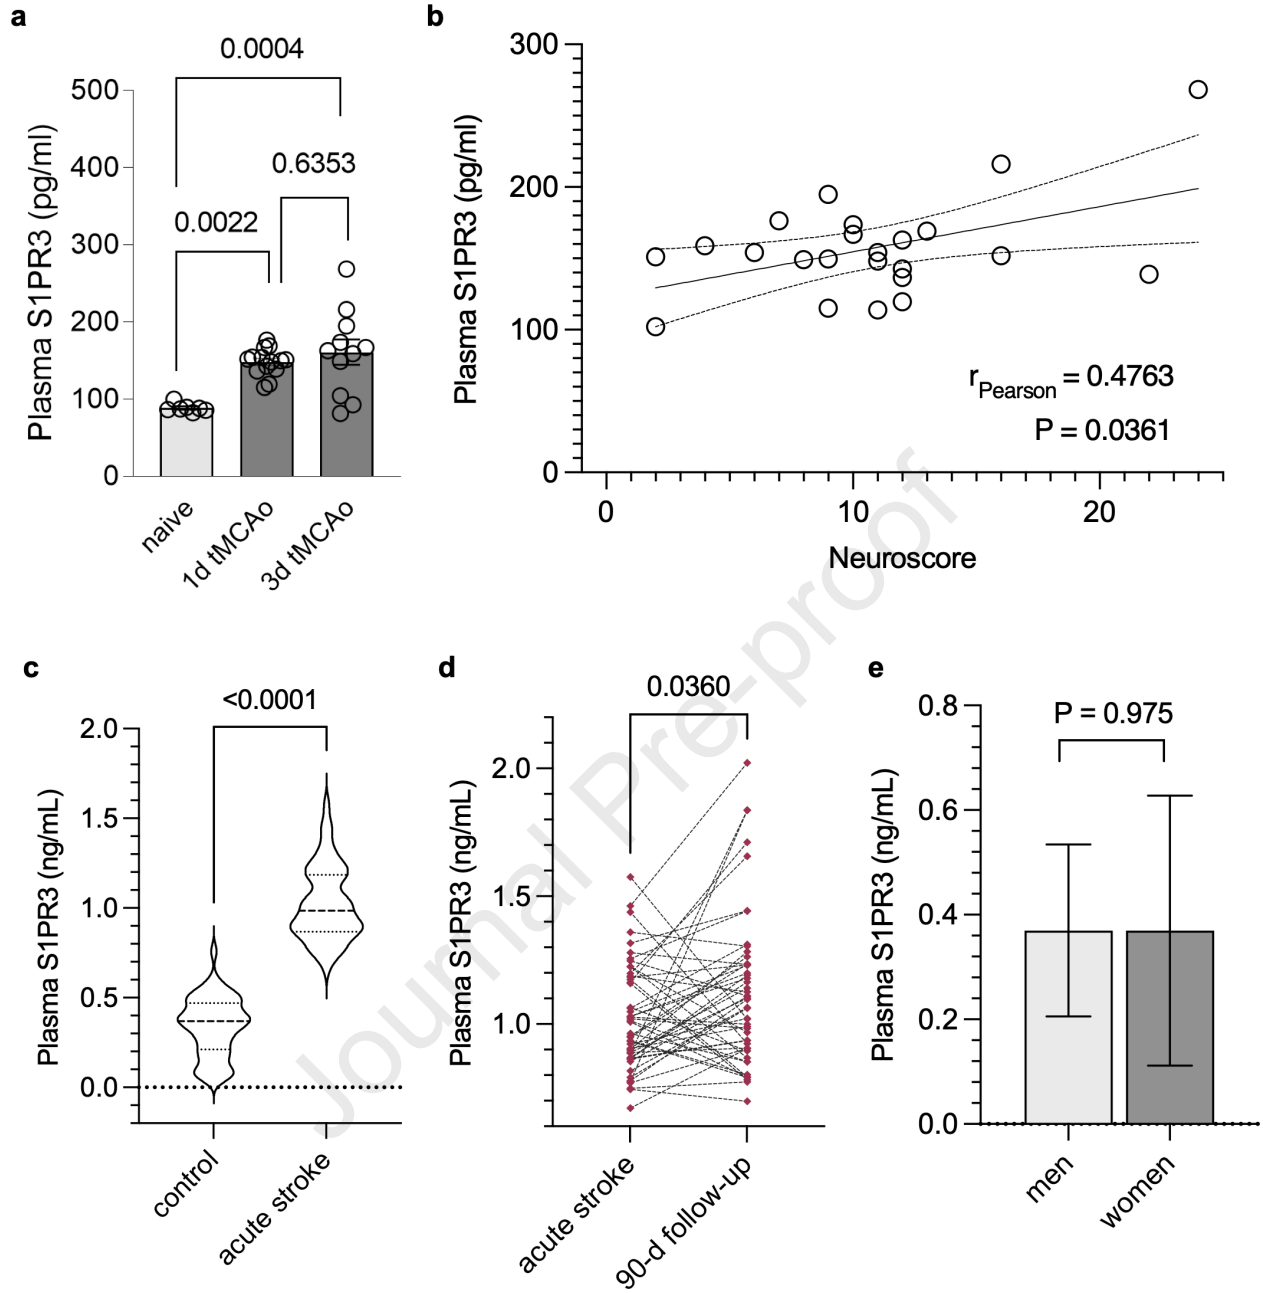 a
0.0004
500
400
300
200
100
0
Plasma S1PR3 (pg/ml)
0.6353
0.0022
naive
1d tMCAo
3d tMCAo
b
300
200
100
0
Plasma S1PR3 (pg/ml)
rPearson = 0.4763
P = 0.0361
0 10 20
Neuroscore
c
<0.0001
2.0
1.5
1.0
0.5
0.0
Plasma S1PR3 (ng/mL)
control
acute stroke
d
0.0360
2.0
1.5
1.0
Plasma S1PR3 (ng/mL)
acute stroke
90-d follow-up
e
P = 0.975
0.8
0.6
0.4
0.2
0.0
Plasma S1PR3 (ng/mL)
men
women
Journal Pre-proof